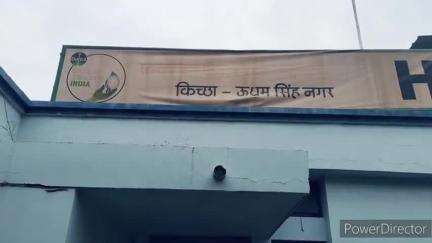 INDIA
किच्छा – ऊधम सिंह नगर
H
PowerDirector